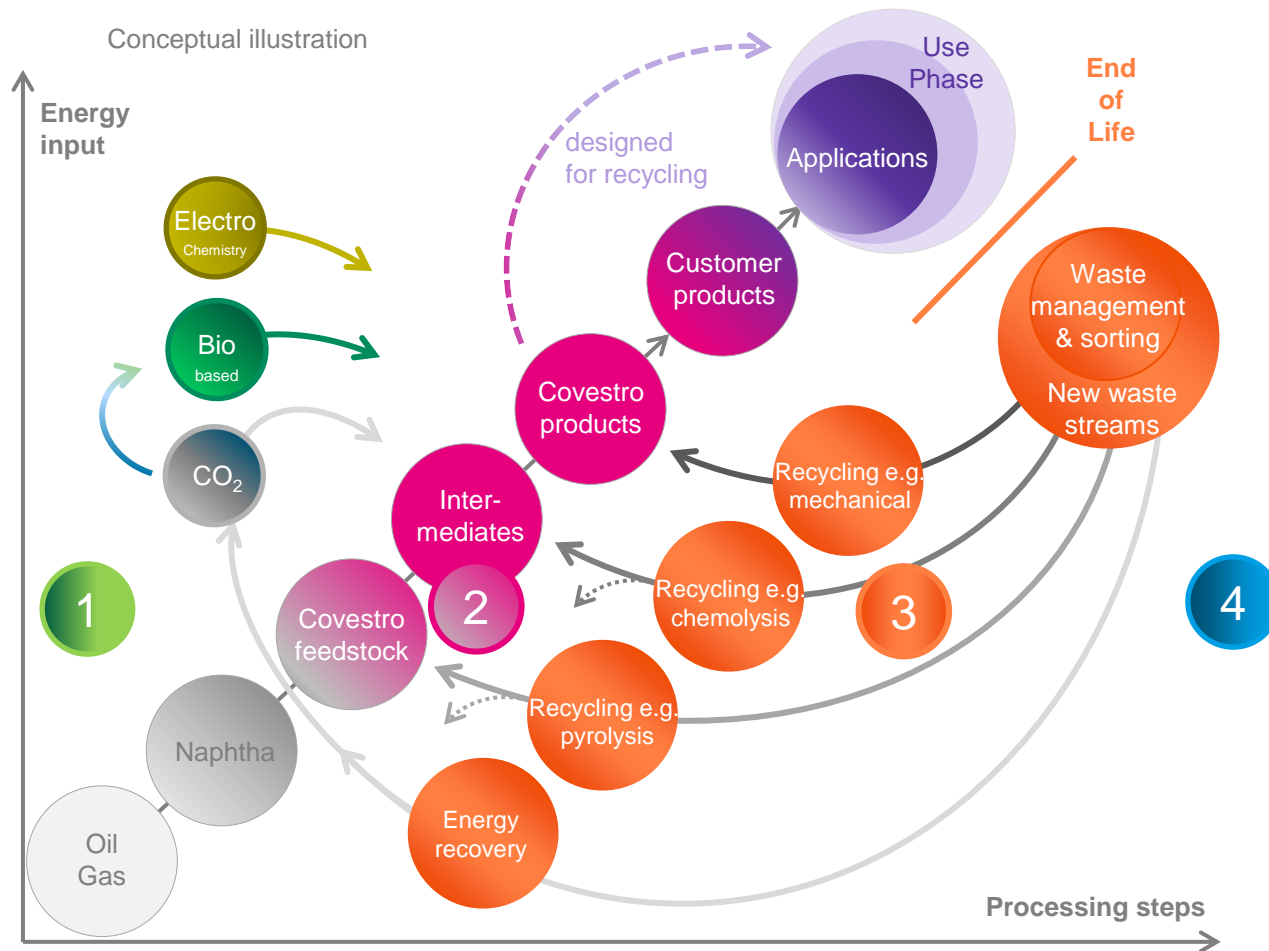 Conceptual illustration
Energy
input
Use
Phase
End
of
Life
designed
for recycling
Applications
Electro
Chemistry
Customer
products
Waste
management
& sorting
New waste
streams
Bio
based
Covestro
products
CO₂
Recycling e.g.
mechanical
Inter-
mediates
Recycling e.g.
chemolysis
1
2
3
4
Covestro
feedstock
Recycling e.g.
pyrolysis
Naphtha
Energy
recovery
Oil
Gas
Processing steps